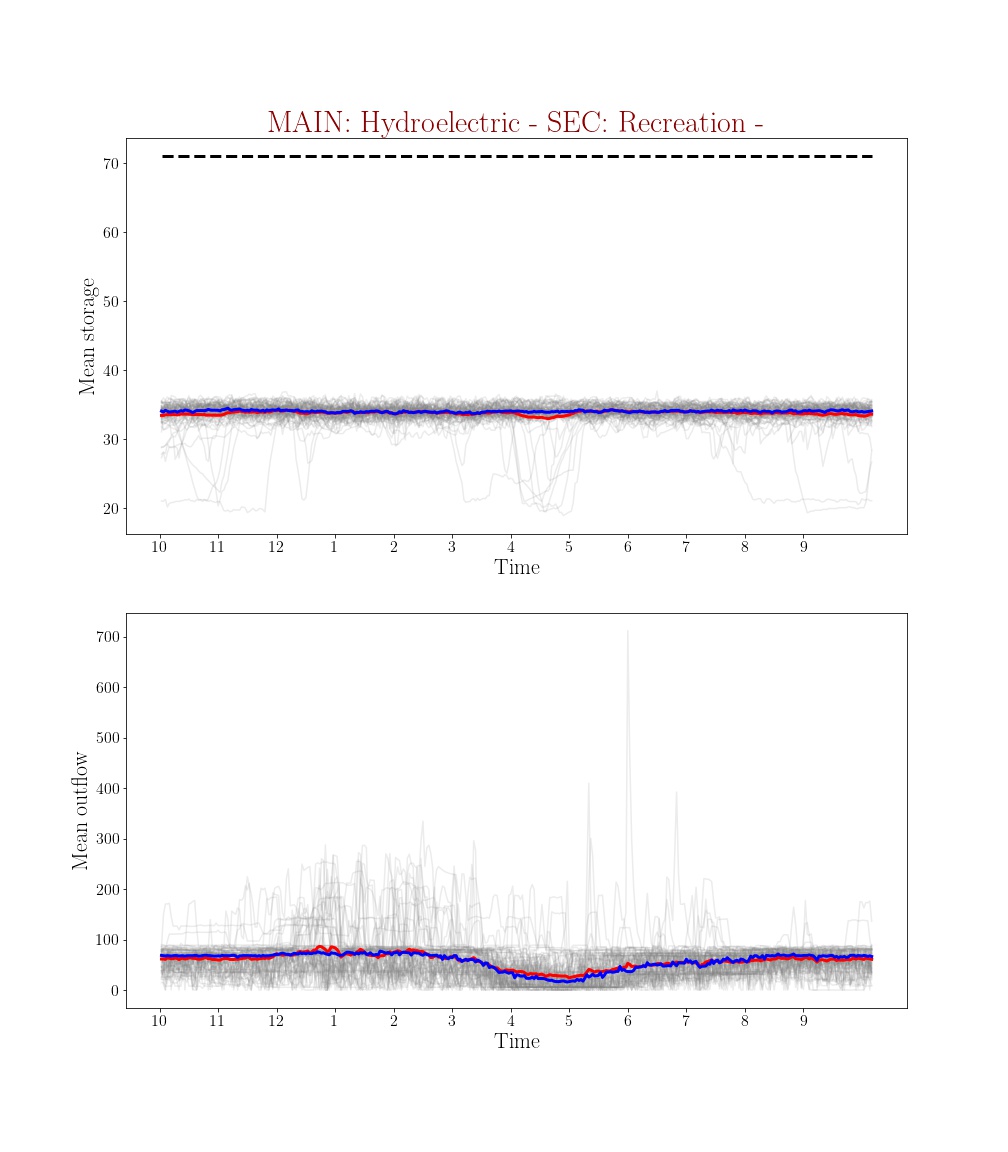 MAIN: Hydroelectric - SEC: Recreation -
70
60
50
40
30
20
Mean storage
10 11 12 1 2 3 4 5 6 7 8 9
Time
700
600
500
400
300
200
100
0
Mean outflow
10 11 12 1 2 3 4 5 6 7 8 9
Time